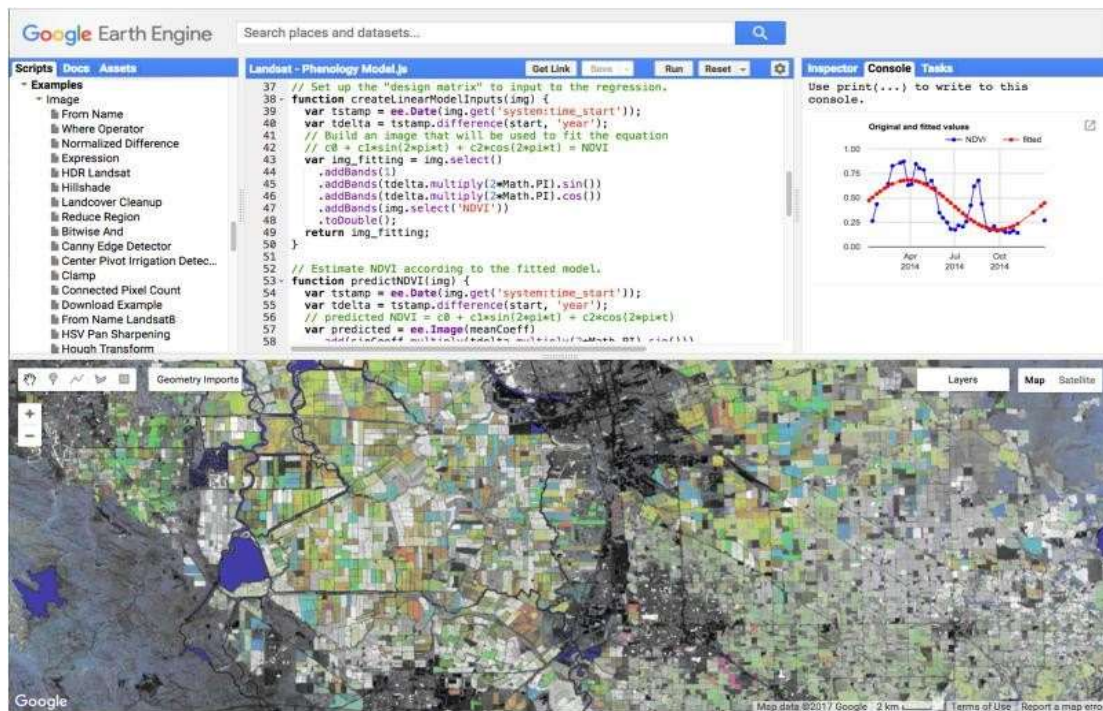 Google Earth Engine
Search places and datasets...
Scripts Docs Assets
Examples
Image
From Name
Where Operator
Normalized Difference
Expression
HDR Landsat
Hillshade
Landcover Cleanup
Reduce Region
Bitwise And
Canny Edge Detector
Center Pivot Irrigation Detec...
Clamp
Connected Pixel Count
Download Example
From Name Landsat8
HSV Pan Sharpening
Hough Transform
Landsat - Phenology Model.js
Get Link Save Run Reset
37 // Set up the "design matrix" to input to the regression.
38 function createLinearModelInputs(img) {
39 var tstamp = ee.Date(img.get('system:time_start'));
40 var tdelta = tstamp.difference(start, 'year');
41 // Build an image that will be used to fit the equation
42 // c0 + c1*sin(2*pi*t) + c2*cos(2*pi*t) = NDVI
43 var img_fitting = img.select()
44 .addBands(1)
45 .addBands(tdelta.multiply(2*Math.PI).sin())
46 .addBands(tdelta.multiply(2*Math.PI).cos())
47 .addBands(img.select('NDVI'))
48 .toDouble();
49 return img_fitting;
50 }
51
52 // Estimate NDVI according to the fitted model.
53 function predictNDVI(img) {
54 var tstamp = ee.Date(img.get('system:time_start'));
55 var tdelta = tstamp.difference(start, 'year');
56 // predicted NDVI = c0 + c1*sin(2*pi*t) + c2*cos(2*pi*t)
57 var predicted = ee.Image(meanCoeff)
58 .add(sinCoeff.multiply(tdelta.multiply(2*Math.PI).sin()))
Inspector Console Tasks
Use print(...) to write to this
console.
Original and fitted values
NDVI fitted
1.00
0.75
0.50
0.25
0.00
Apr 2014
Jul 2014
Oct 2014
Geometry Imports
Layers
Map Satellite
+
−
Google
Map data ©2017 Google 2 km Terms of Use Report a map error